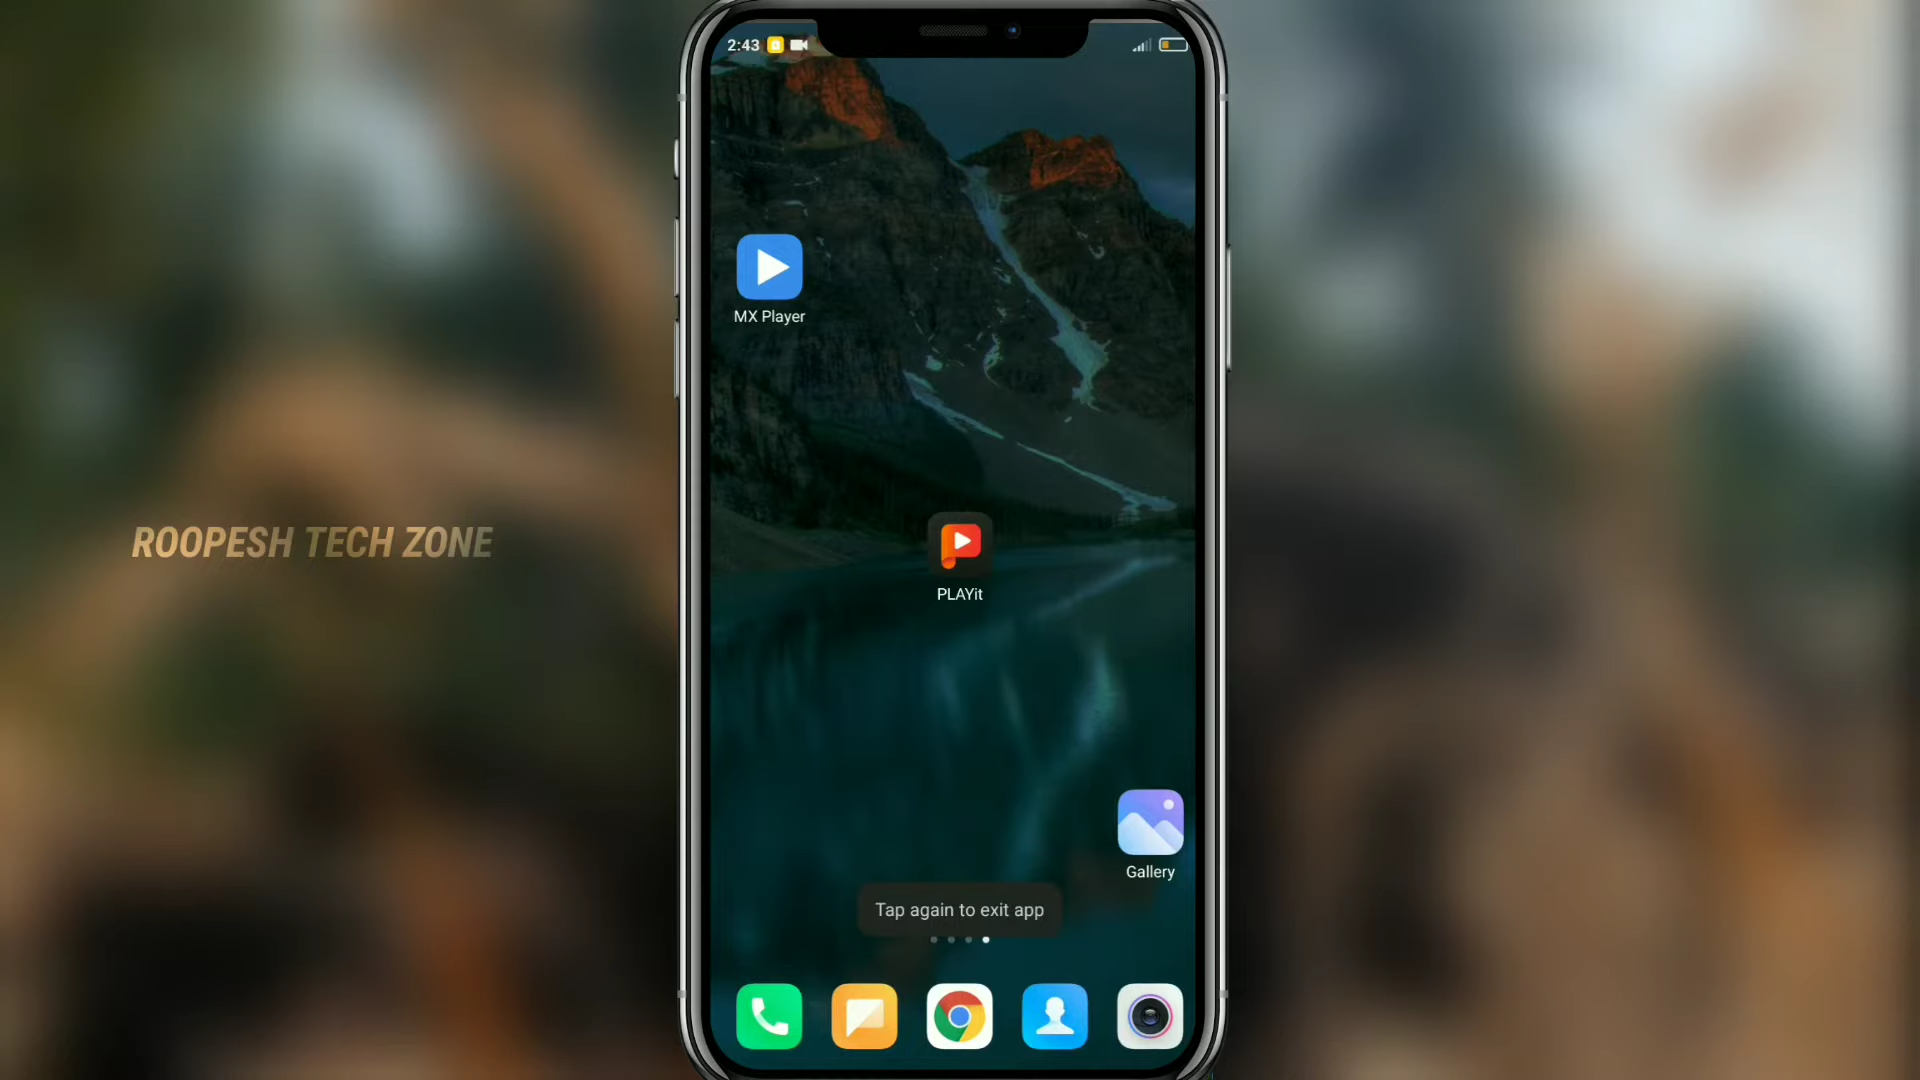 2:43
MX Player
ROOPESH TECH ZONE
PLAYit
Gallery
Tap again to exit app